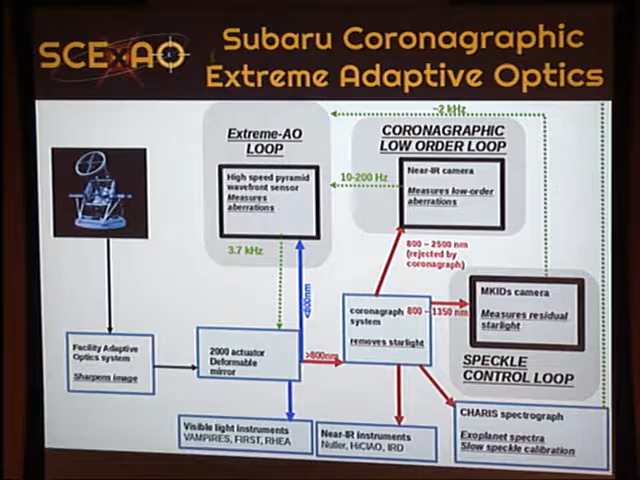 SCExAO
Subaru Coronagraphic
Extreme Adaptive Optics
~2 kHz
Extreme-AO
LOOP
CORONAGRAPHIC
LOW ORDER LOOP
High speed pyramid
wavefront sensor
Measures
aberrations
10-200 Hz
Near-IR camera
Measures low-order
aberrations
3.7 kHz
800 – 2500 nm
(rejected by
coronagraph)
<800nm
MKIDs camera
Measures residual
starlight
coronagraph
system
removes starlight
800 – 1350 nm
Facility Adaptive
Optics system
Sharpens image
2000 actuator
Deformable
mirror
>800nm
SPECKLE
CONTROL LOOP
Visible light instruments
VAMPIRES, FIRST, RHEA
Near-IR instruments
Nuller, HiCIAO, IRD
CHARIS spectrograph
Exoplanet spectra
Slow speckle calibration